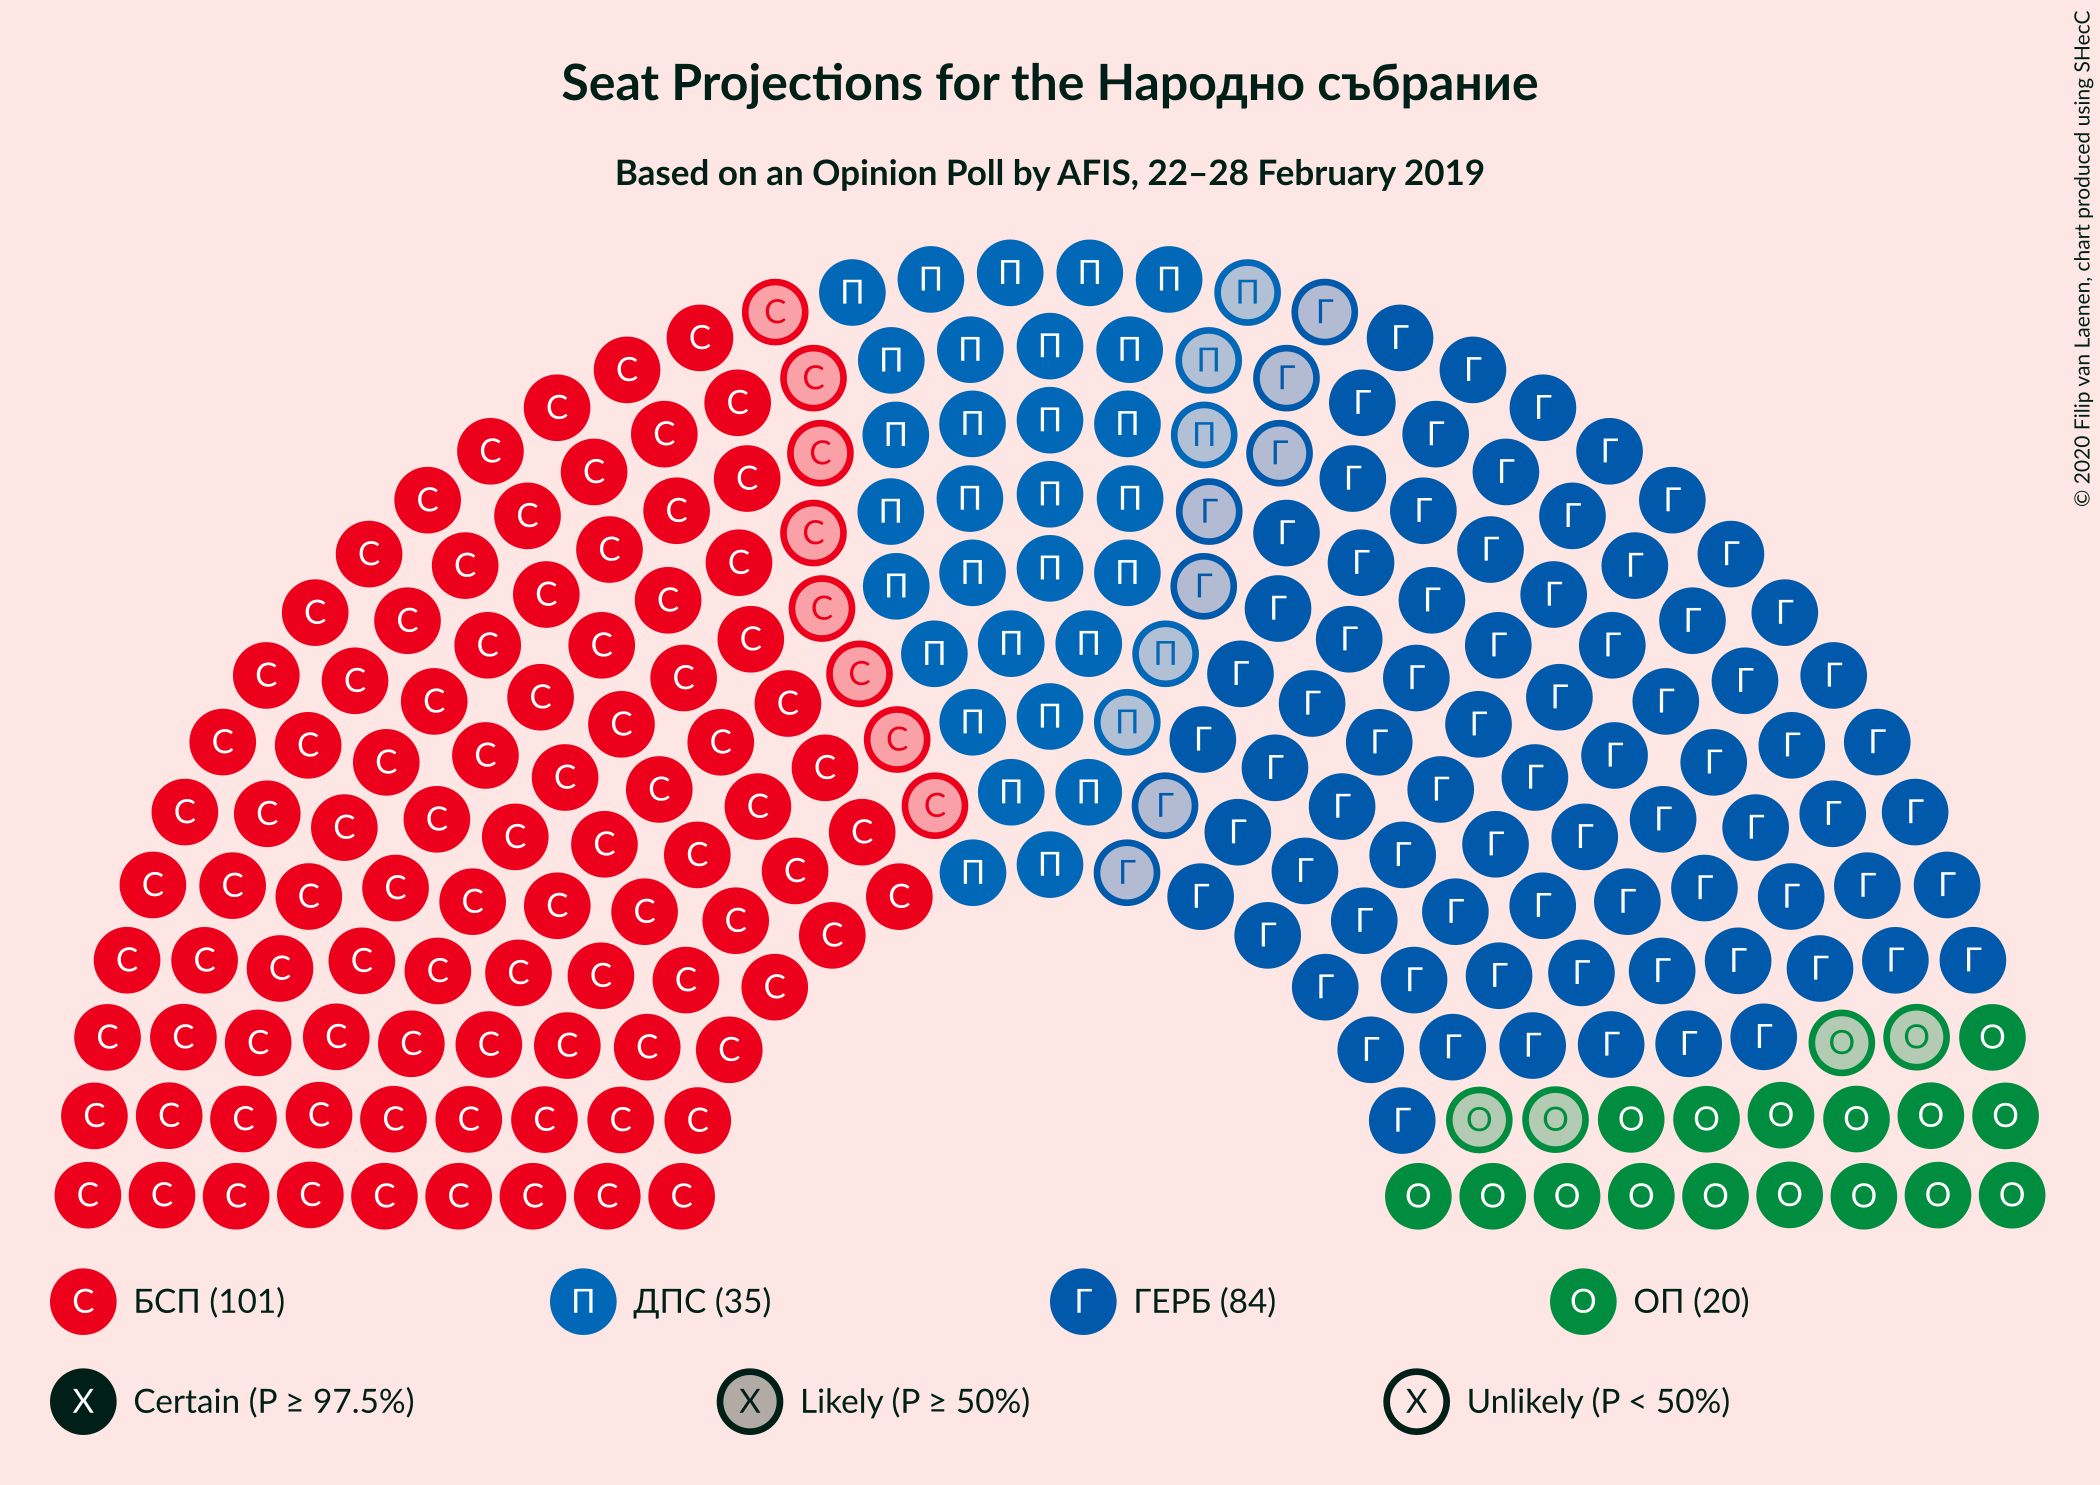 Seat Projections for the Народно събрание
Based on an Opinion Poll by AFIS, 22–28 February 2019
© 2020 Filip van Laenen, chart produced using SHecC
С БСП (101) П ДПС (35) Г ГЕРБ (84) О ОП (20)
X Certain (P ≥ 97.5%) X Likely (P ≥ 50%) X Unlikely (P < 50%)